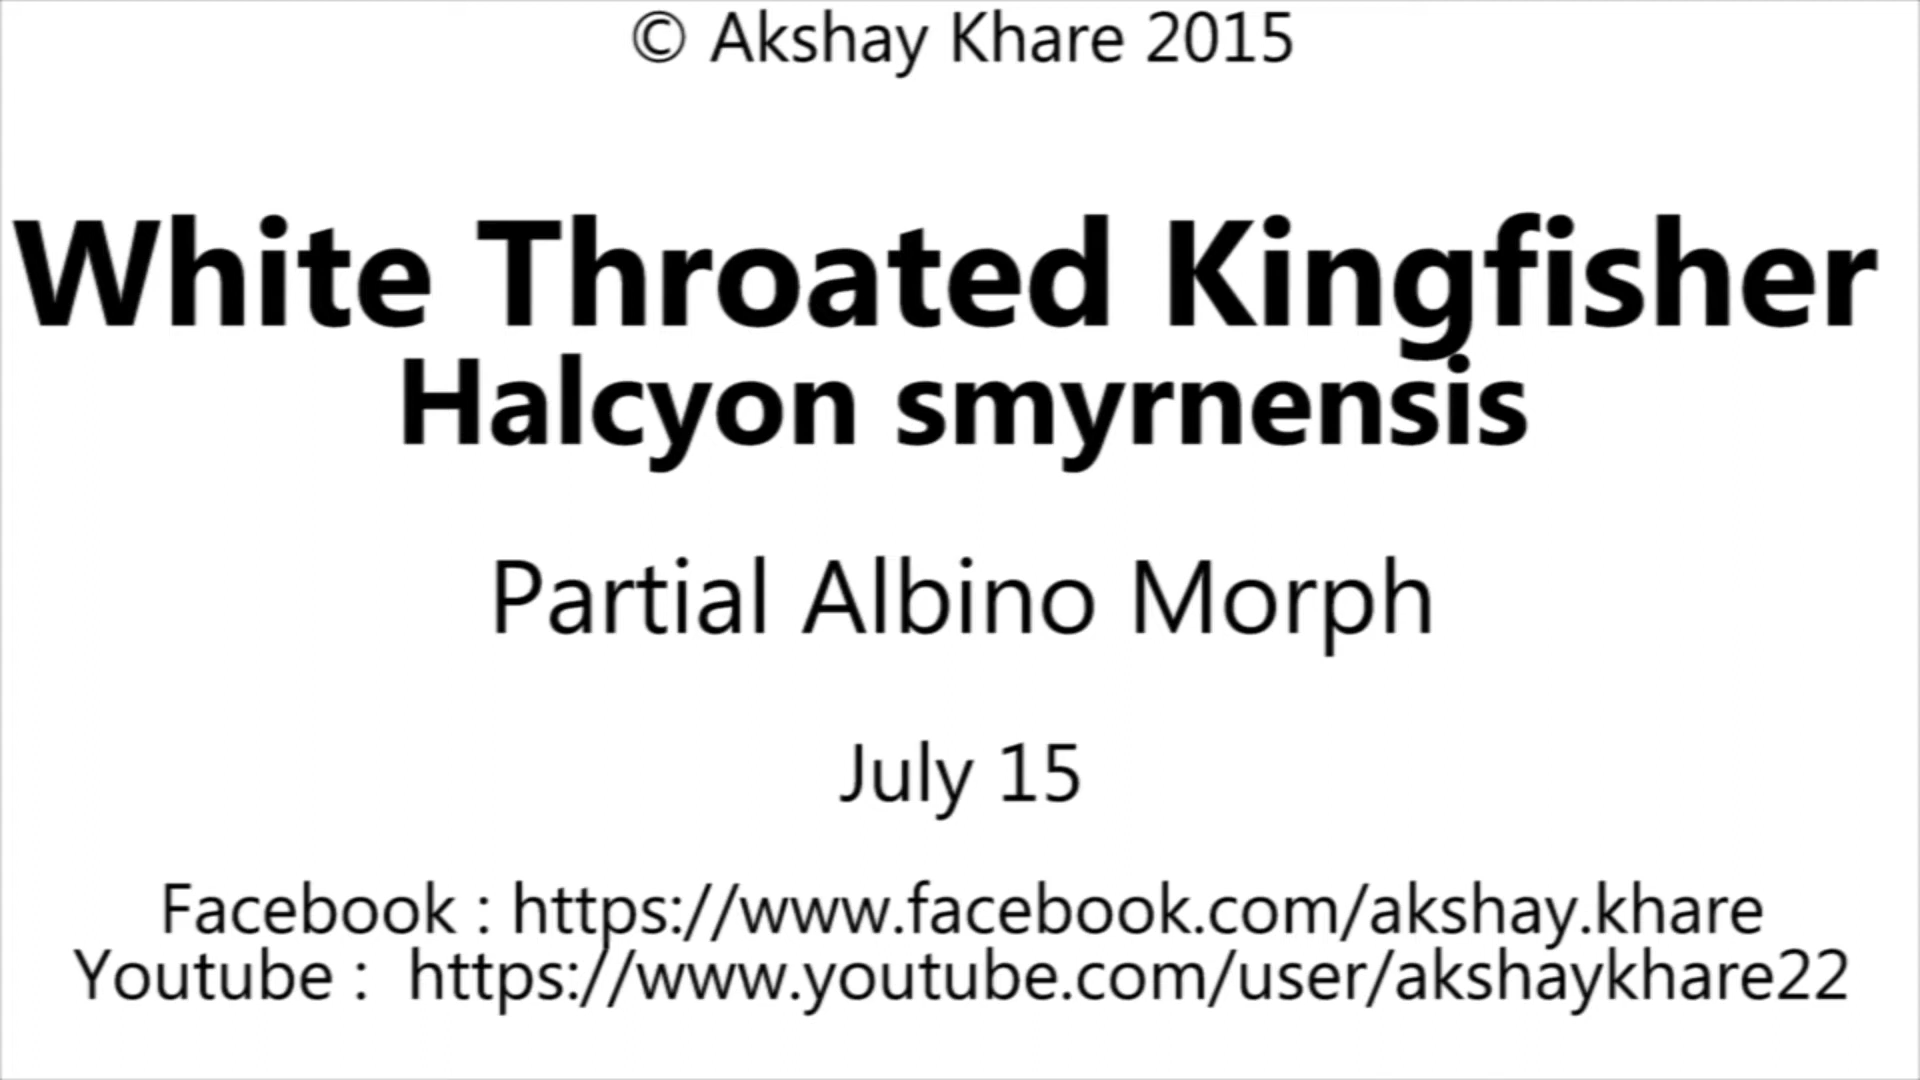 © Akshay Khare 2015
White Throated Kingfisher
Halcyon smyrnensis
Partial Albino Morph
July 15
Facebook : https://www.facebook.com/akshay.khare
Youtube :  https://www.youtube.com/user/akshaykhare22